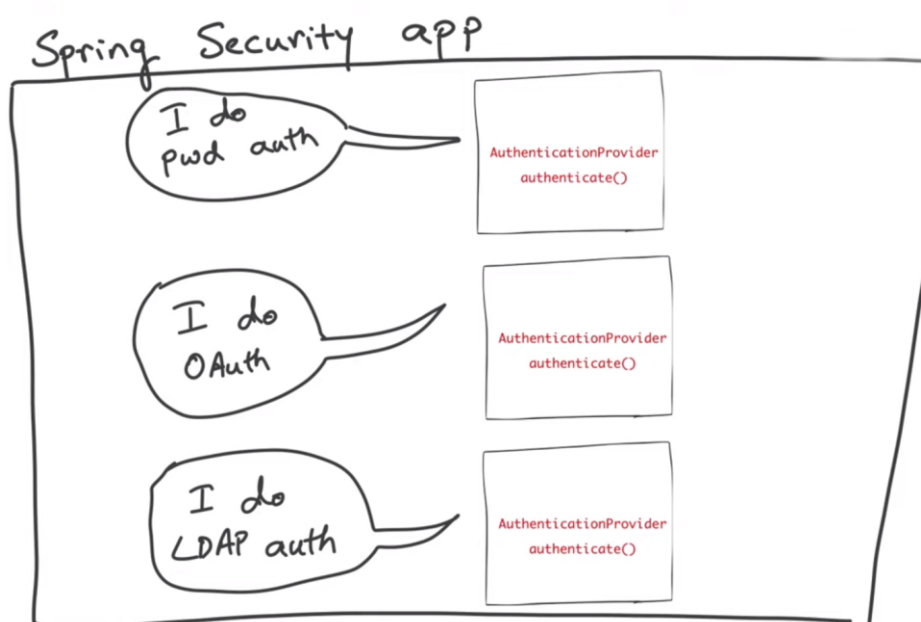 Spring Security app
I do
pwd auth
AuthenticationProvider
authenticate()
I do
OAuth
AuthenticationProvider
authenticate()
I do
LDAP auth
AuthenticationProvider
authenticate()